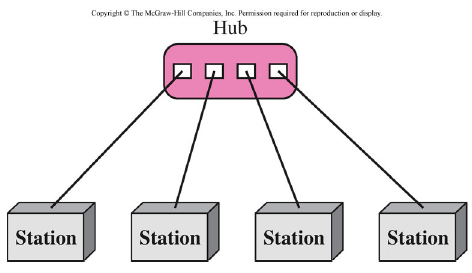 Copyright © The McGraw-Hill Companies, Inc. Permission required for reproduction or display.
Hub
Station
Station
Station
Station